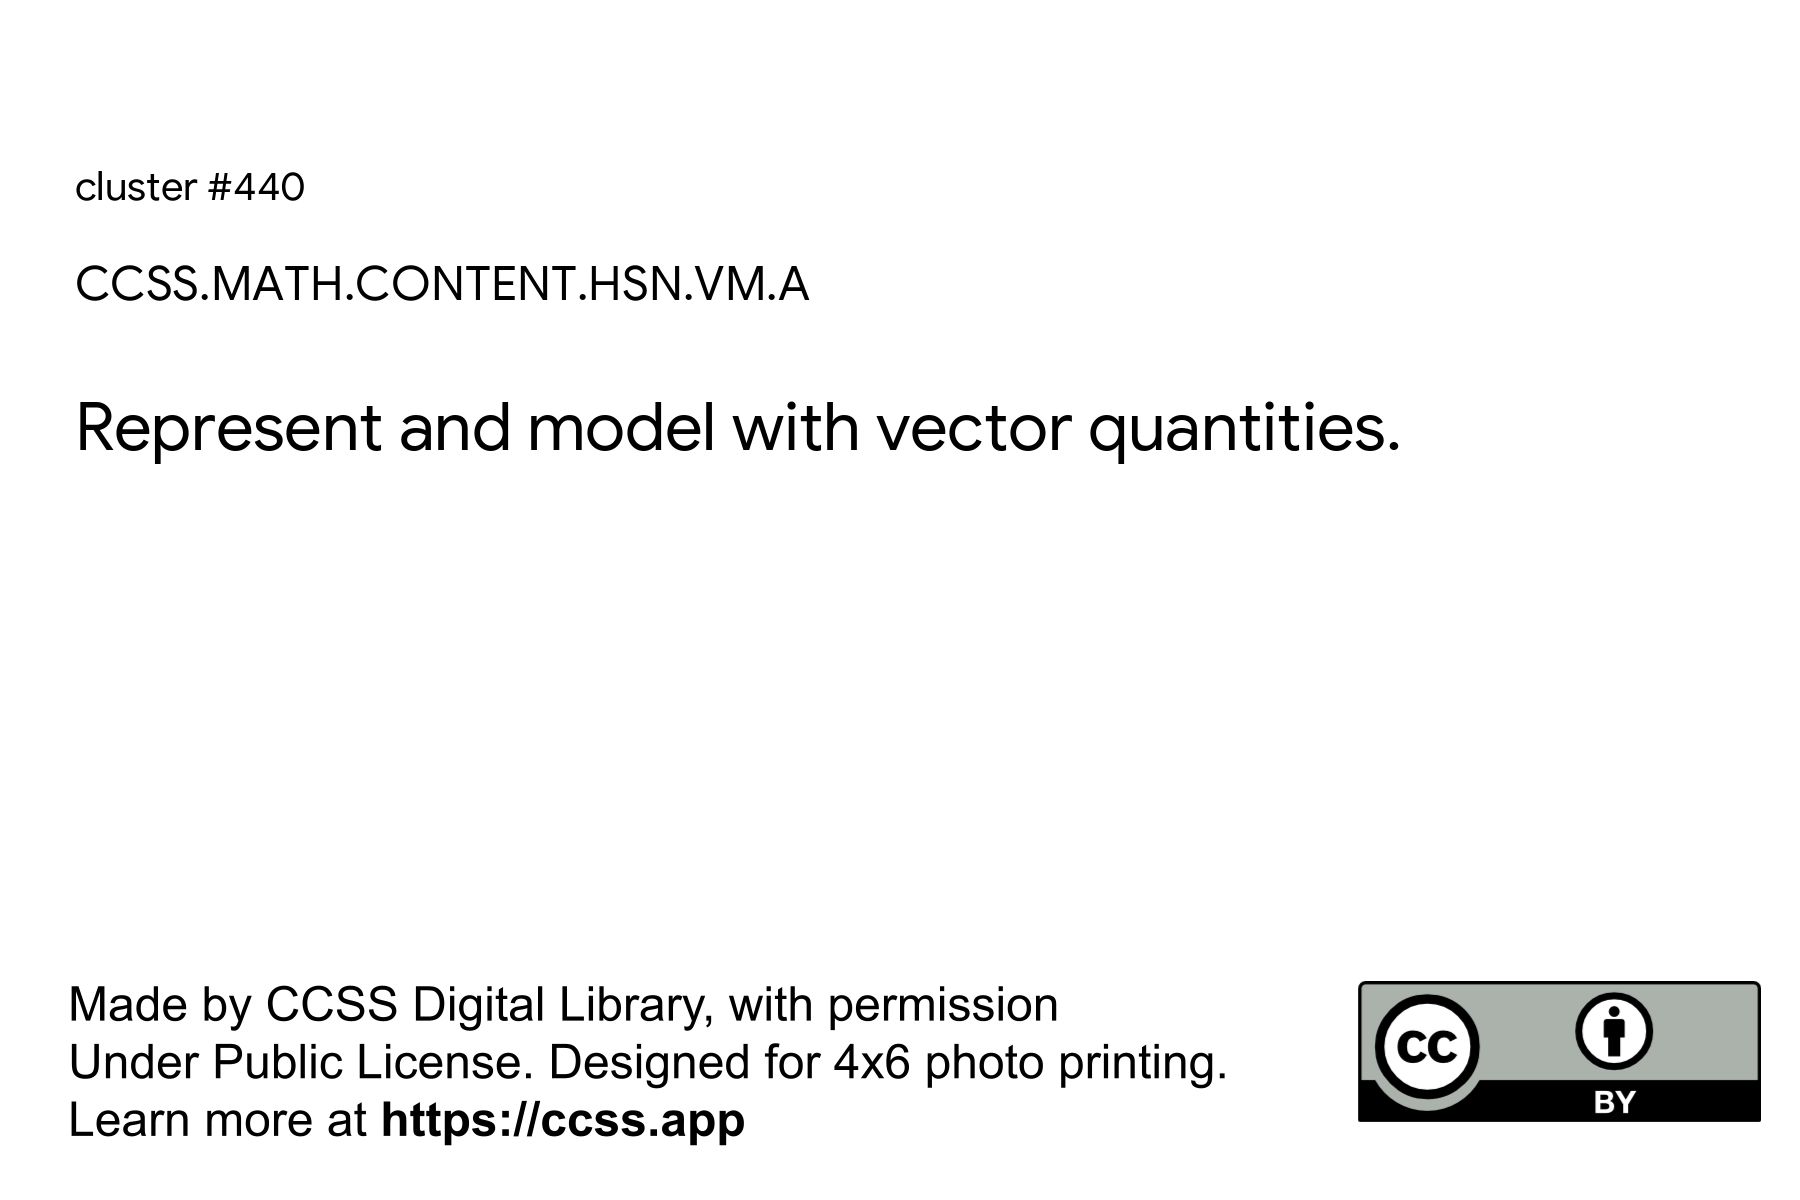 cluster #440
CCSS.MATH.CONTENT.HSN.VM.A
Represent and model with vector quantities.
Made by CCSS Digital Library, with permission
Under Public License. Designed for 4x6 photo printing.
Learn more at https://ccss.app
cc
BY